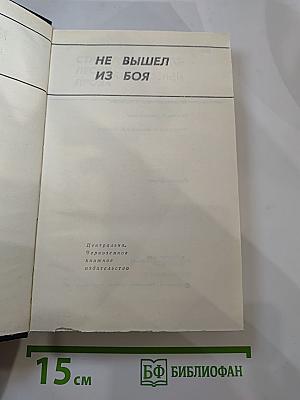 НЕ ВЫШЕЛ
ИЗ БОЯ
Центрально-
Черноземное
книжное
издательство
15 см
БФ БИБЛИОФАН